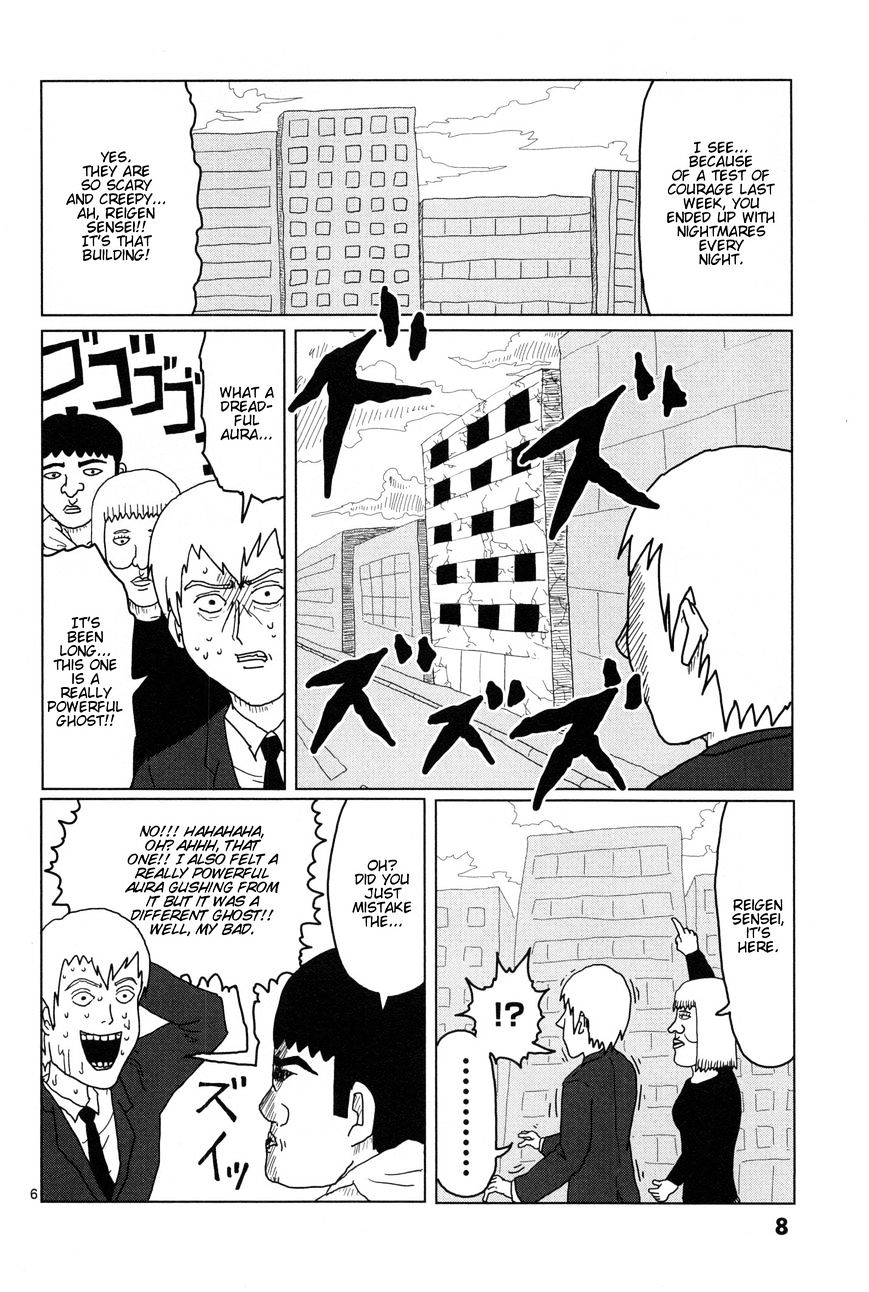 I SEE...
BECAUSE
OF A TEST OF
COURAGE LAST
WEEK, YOU
ENDED UP WITH
NIGHTMARES
EVERY
NIGHT.
YES.
THEY ARE
SO SCARY
AND CREEPY...
AH, REIGEN
SENSEI!!
IT'S THAT
BUILDING!
ズズ
ズズズ
WHAT A
DREAD-
FUL
AURA...
ゴゴゴゴ
IT'S
BEEN
LONG...
THIS ONE
IS A
REALLY
POWERFUL
GHOST!!
REIGEN
SENSEI,
IT'S
HERE.
!?
..........
OH?
DID YOU
JUST
MISTAKE
THE...
NO!!! HAHAHAHA,
OH? AHHH, THAT
ONE!! I ALSO FELT A
REALLY POWERFUL
AURA GUSHING FROM
IT BUT IT WAS A
DIFFERENT GHOST!!
WELL, MY BAD.
ズイッ
6
8